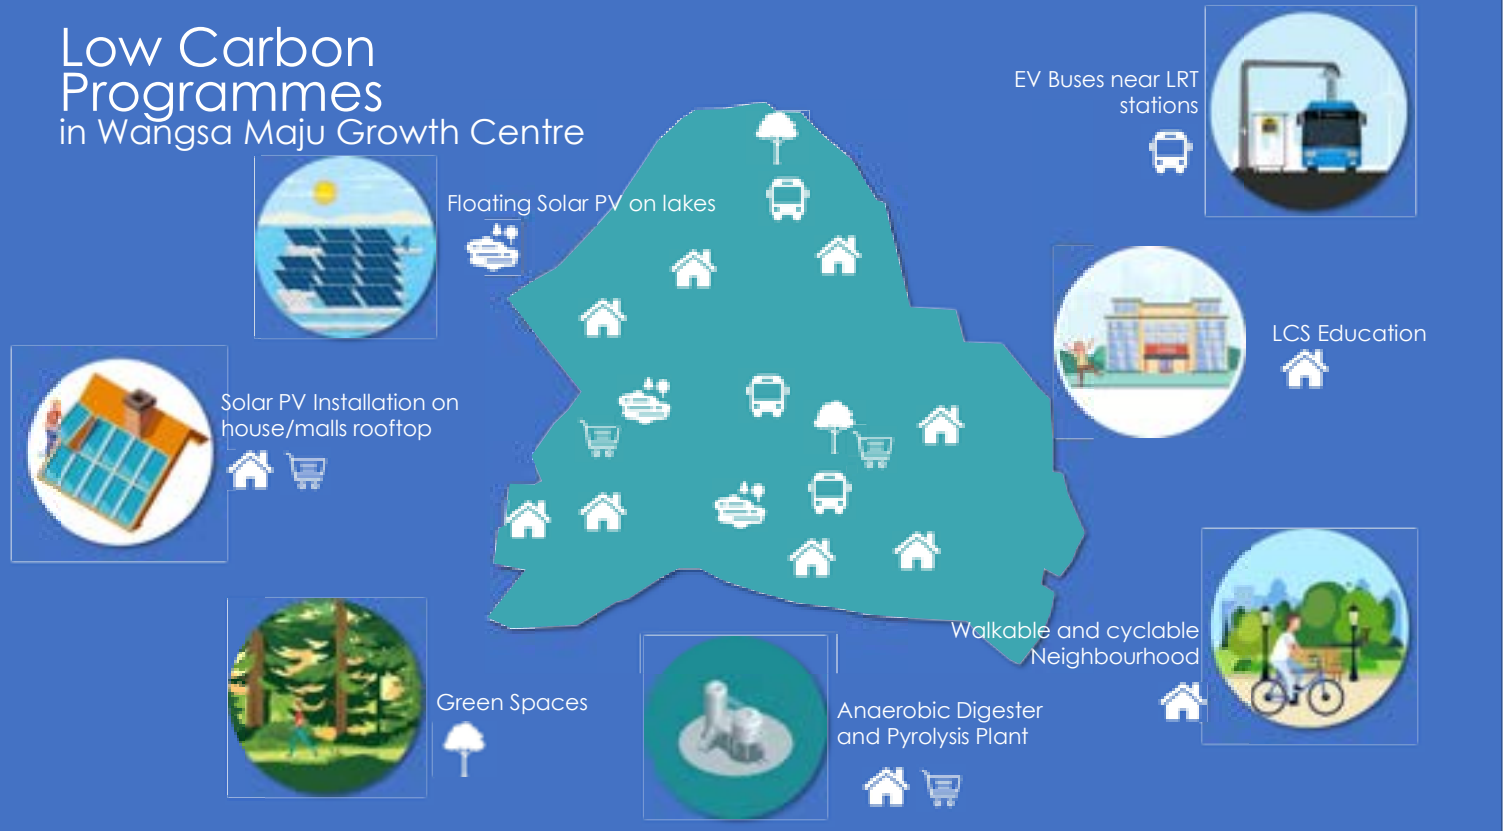 Low Carbon
Programmes
in Wangsa Maju Growth Centre
EV Buses near LRT
stations
Floating Solar PV on lakes
LCS Education
Solar PV Installation on
house/malls rooftop
Walkable and cyclable
Neighbourhood
Green Spaces
Anaerobic Digester
and Pyrolysis Plant